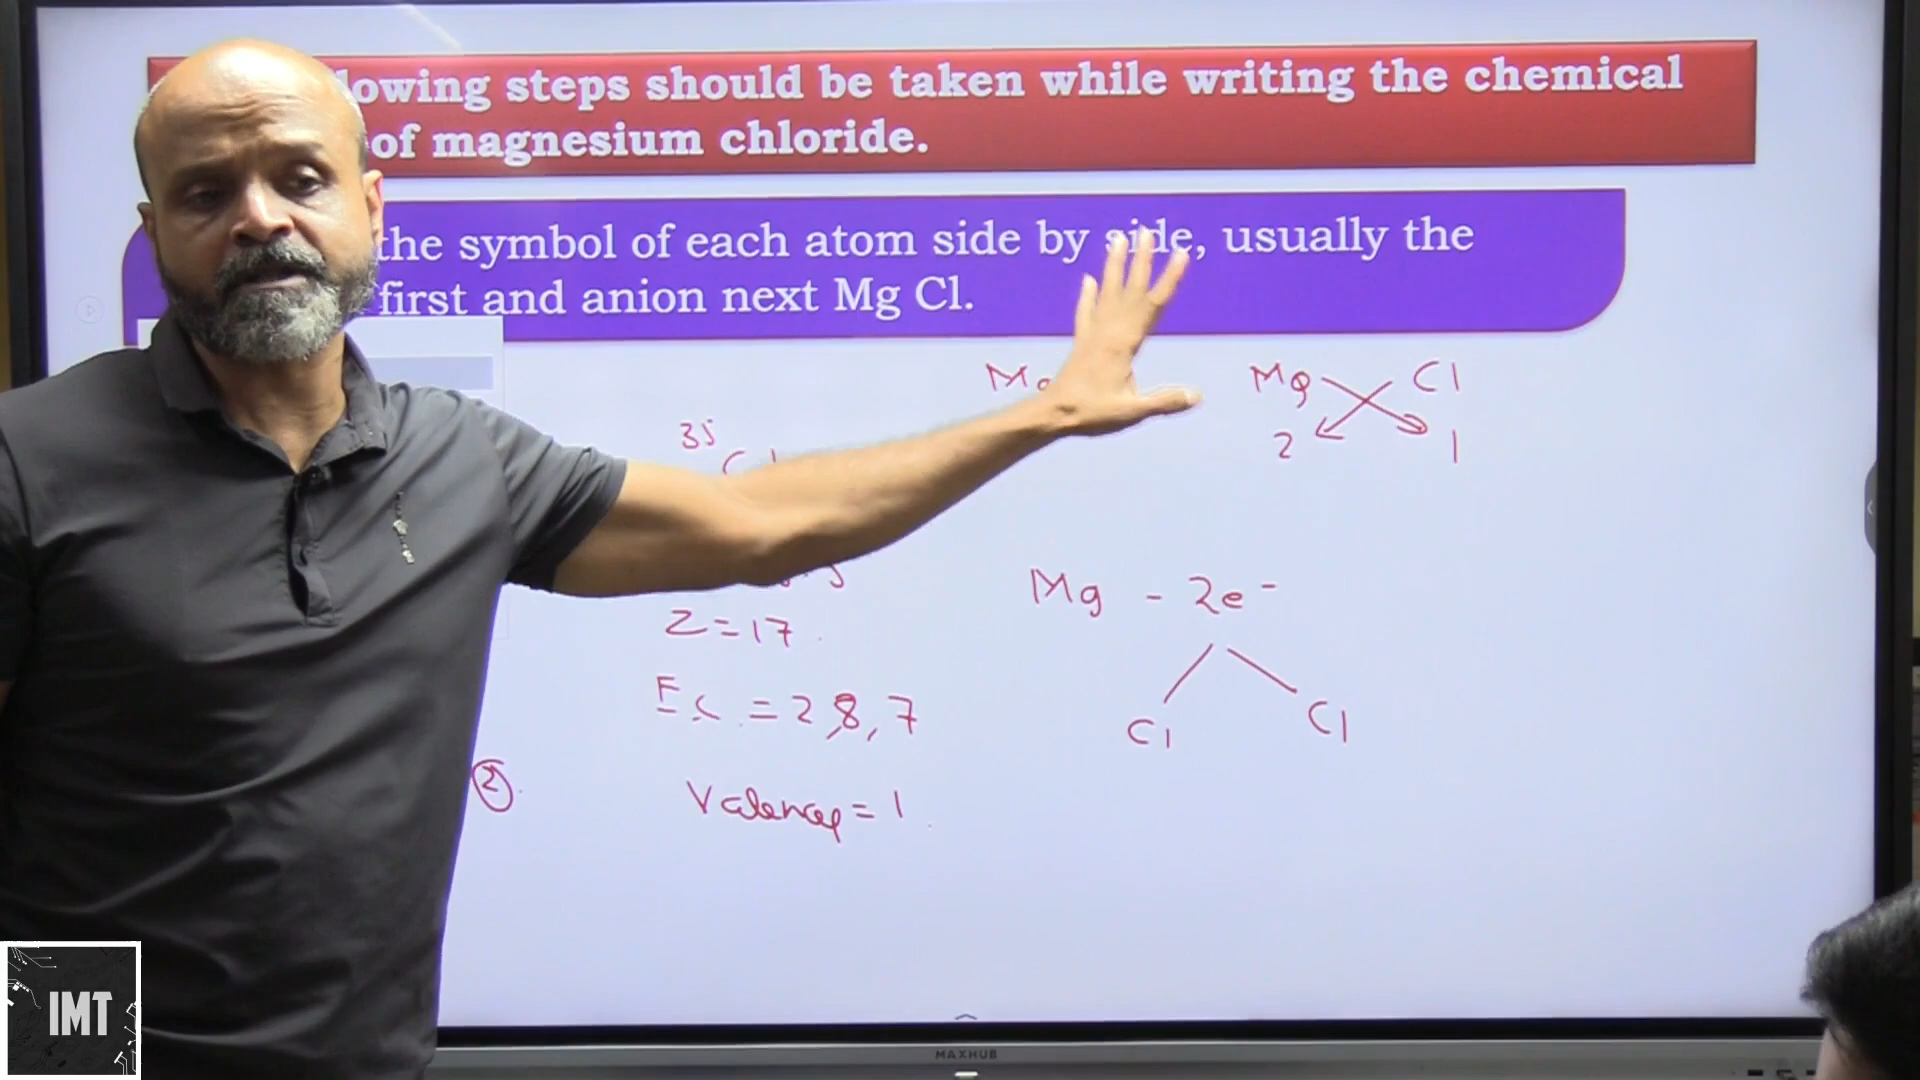 owing steps should be taken while writing the chemical
of magnesium chloride.
the symbol of each atom side by side, usually the
first and anion next Mg Cl.
Mg Cl
2 1
35
Cl
Mg - 2e-
Cl Cl
Z=17
= 2,8,7
2
Valency = 1
MAXHUB
IMT